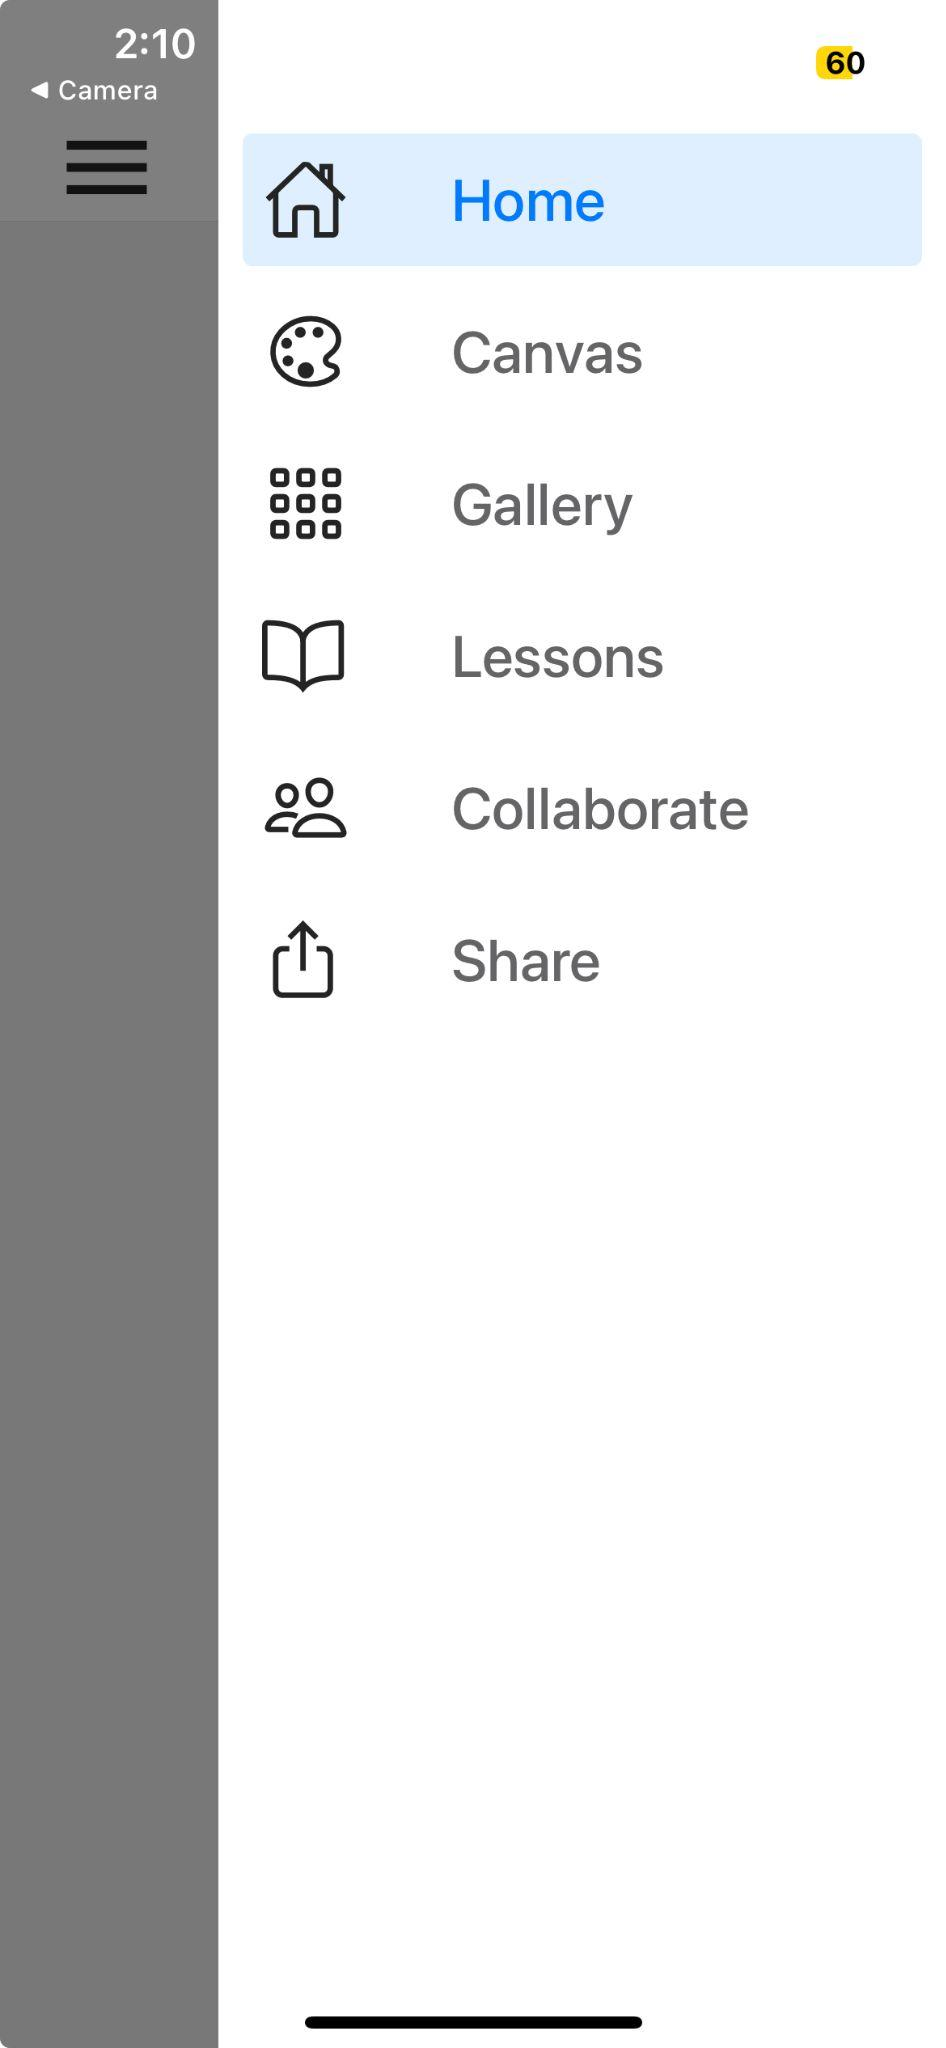 2:10
60
◀ Camera
Home
Canvas
Gallery
Lessons
Collaborate
Share